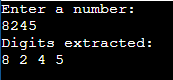 Enter a number:
8245
Digits extracted:
8 2 4 5